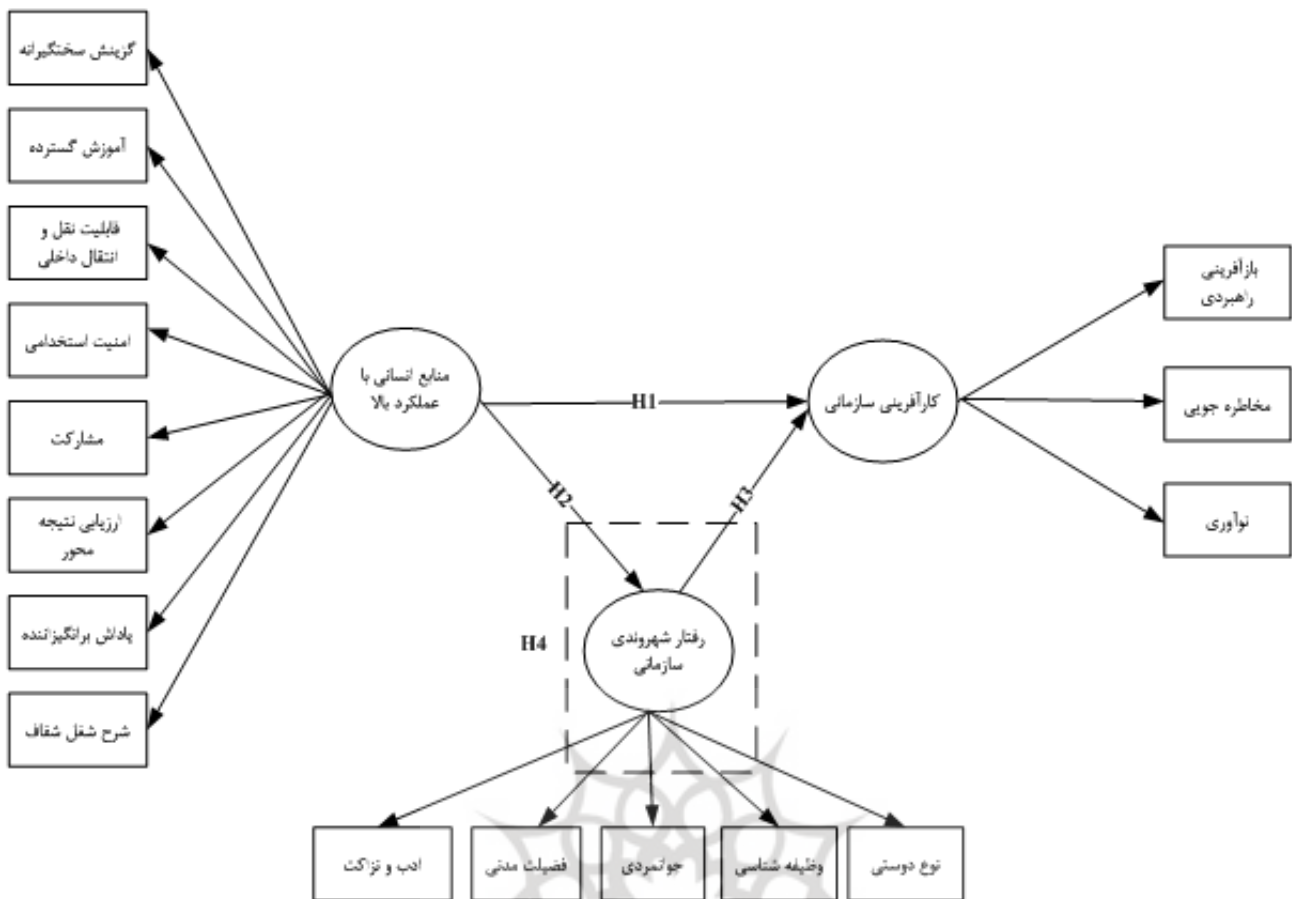 گزینش سختگیرانه
آموزش گسترده
قابلیت نقل و
انتقال داخلی
امنیت استخدامی
مشارکت
ارزیابی نتیجه
محور
پاداش برانگیزاننده
شرح شغل شفاف
منابع انسانی با
عملکرد بالا
H1
H2
H3
H4
کارآفرینی سازمانی
بازآفرینی
راهبردی
مخاطره جویی
نوآوری
رفتار شهروندی
سازمانی
نوع دوستی
وظیفه شناسی
جوانمردی
فضیلت مدنی
ادب و نزاکت